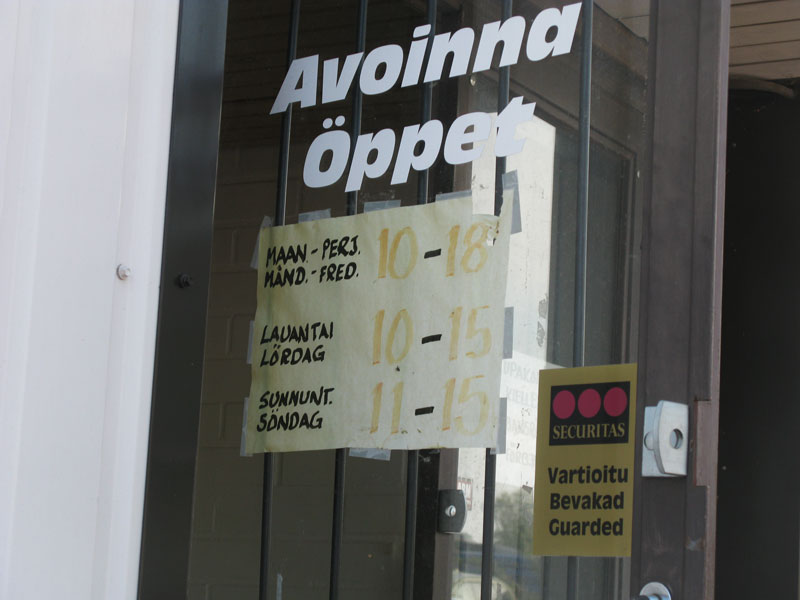 Avoinna
Öppet
MAAN.-PERJ. 10-18
MÅND.-FRED.
LAUANTAI 10-15
LÖRDAG
SUNNUNT. 11-15
SÖNDAG
SECURITAS
Vartioitu
Bevakad
Guarded